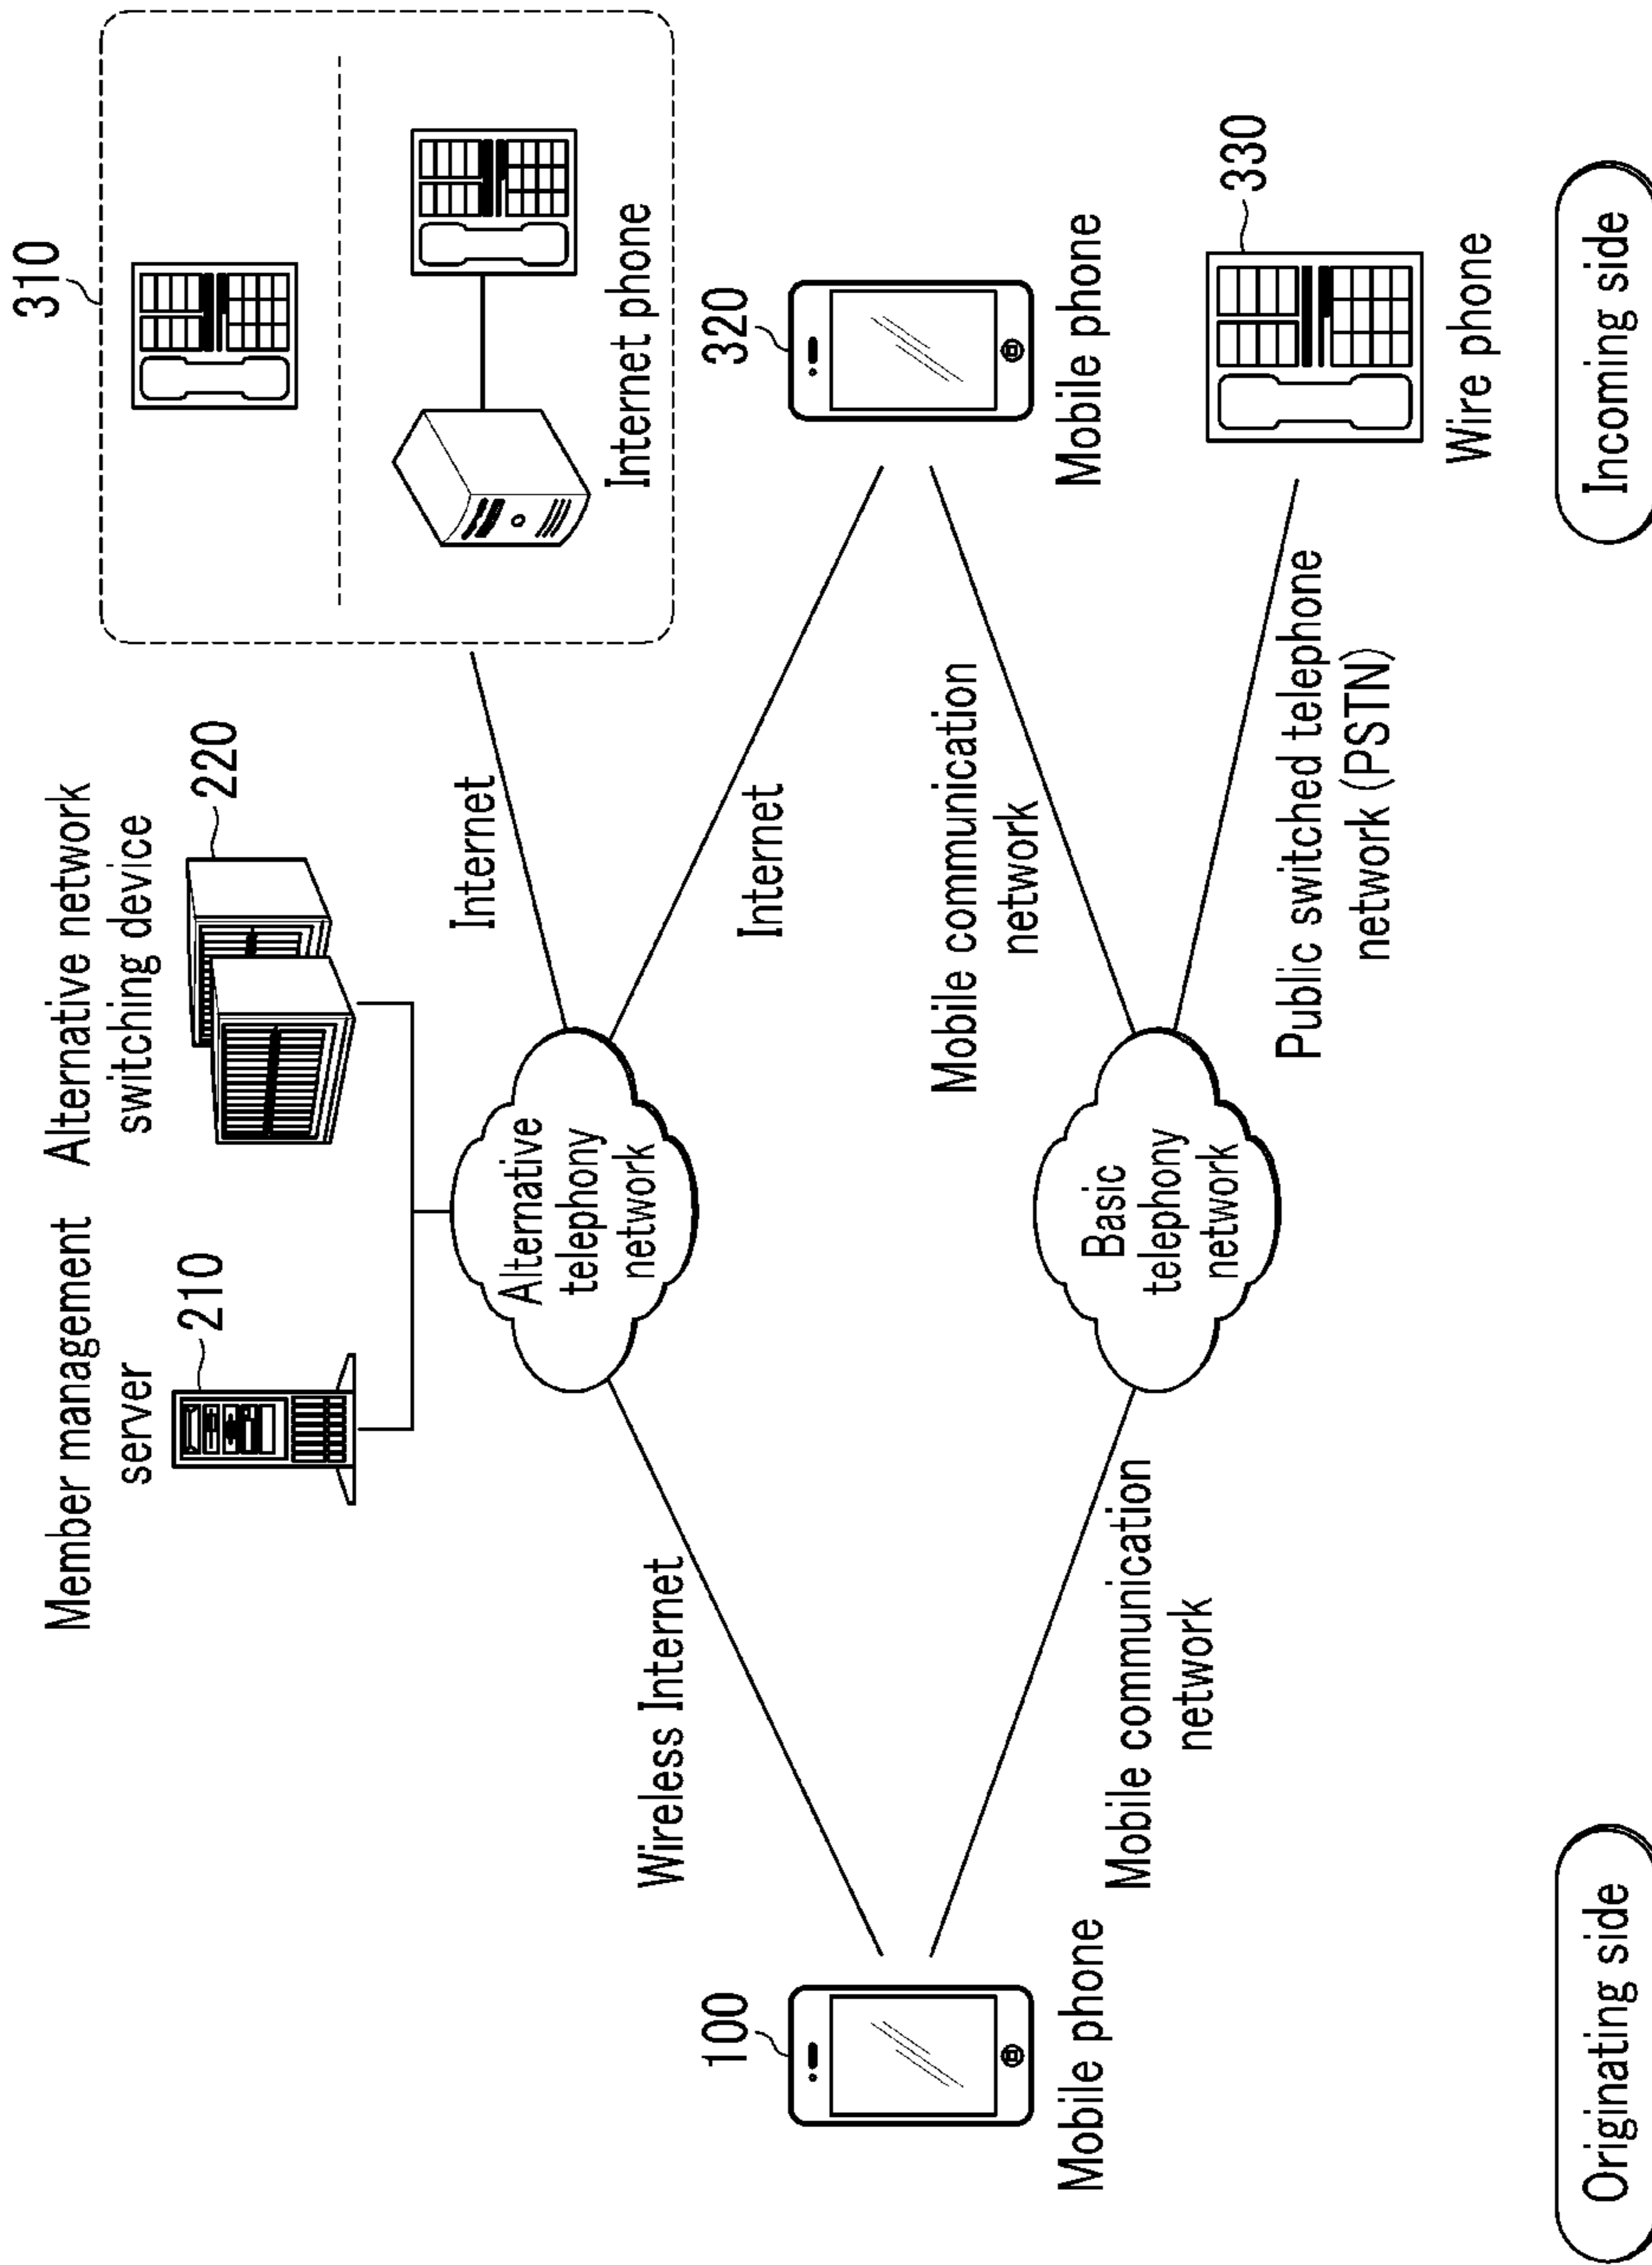 Member management
server
210
Alternative network
switching device
220
310
Internet phone
Wireless Internet
Alternative
telephony
network
Internet
Internet
100
Mobile phone
320
Mobile phone
Mobile communication
network
Basic
telephony
network
Mobile communication
network
Public switched telephone
network (PSTN)
330
Wire phone
Originating side
Incoming side